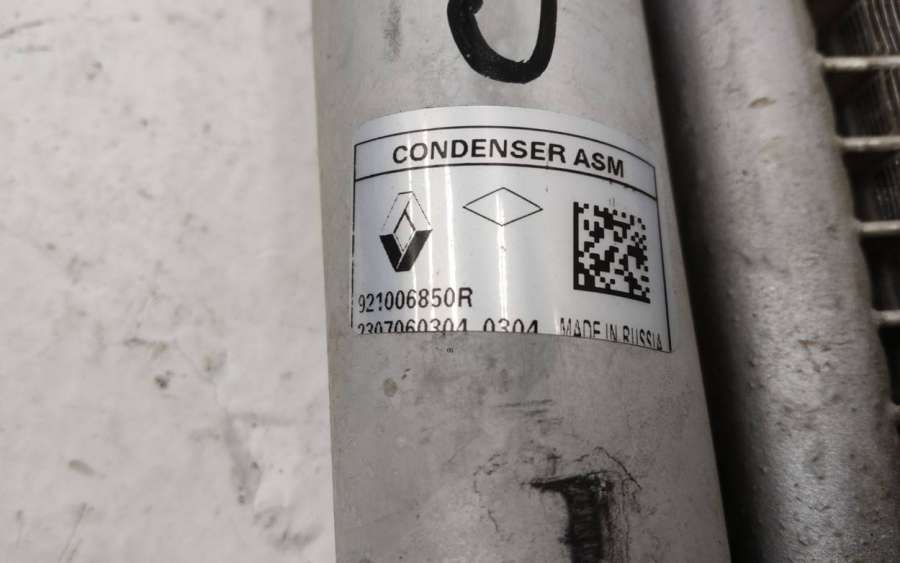 CONDENSER ASM
921006850R
2307060304 0304 MADE IN RUSSIA